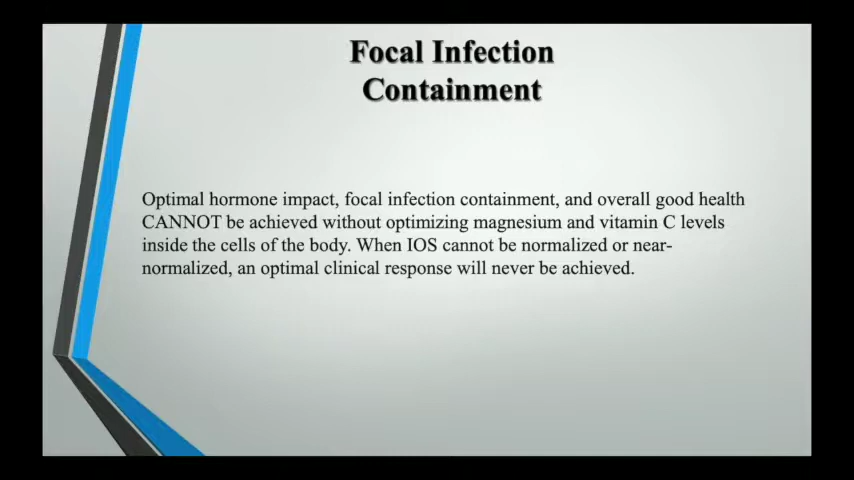 Focal Infection
Containment
Optimal hormone impact, focal infection containment, and overall good health
CANNOT be achieved without optimizing magnesium and vitamin C levels
inside the cells of the body. When IOS cannot be normalized or near-
normalized, an optimal clinical response will never be achieved.